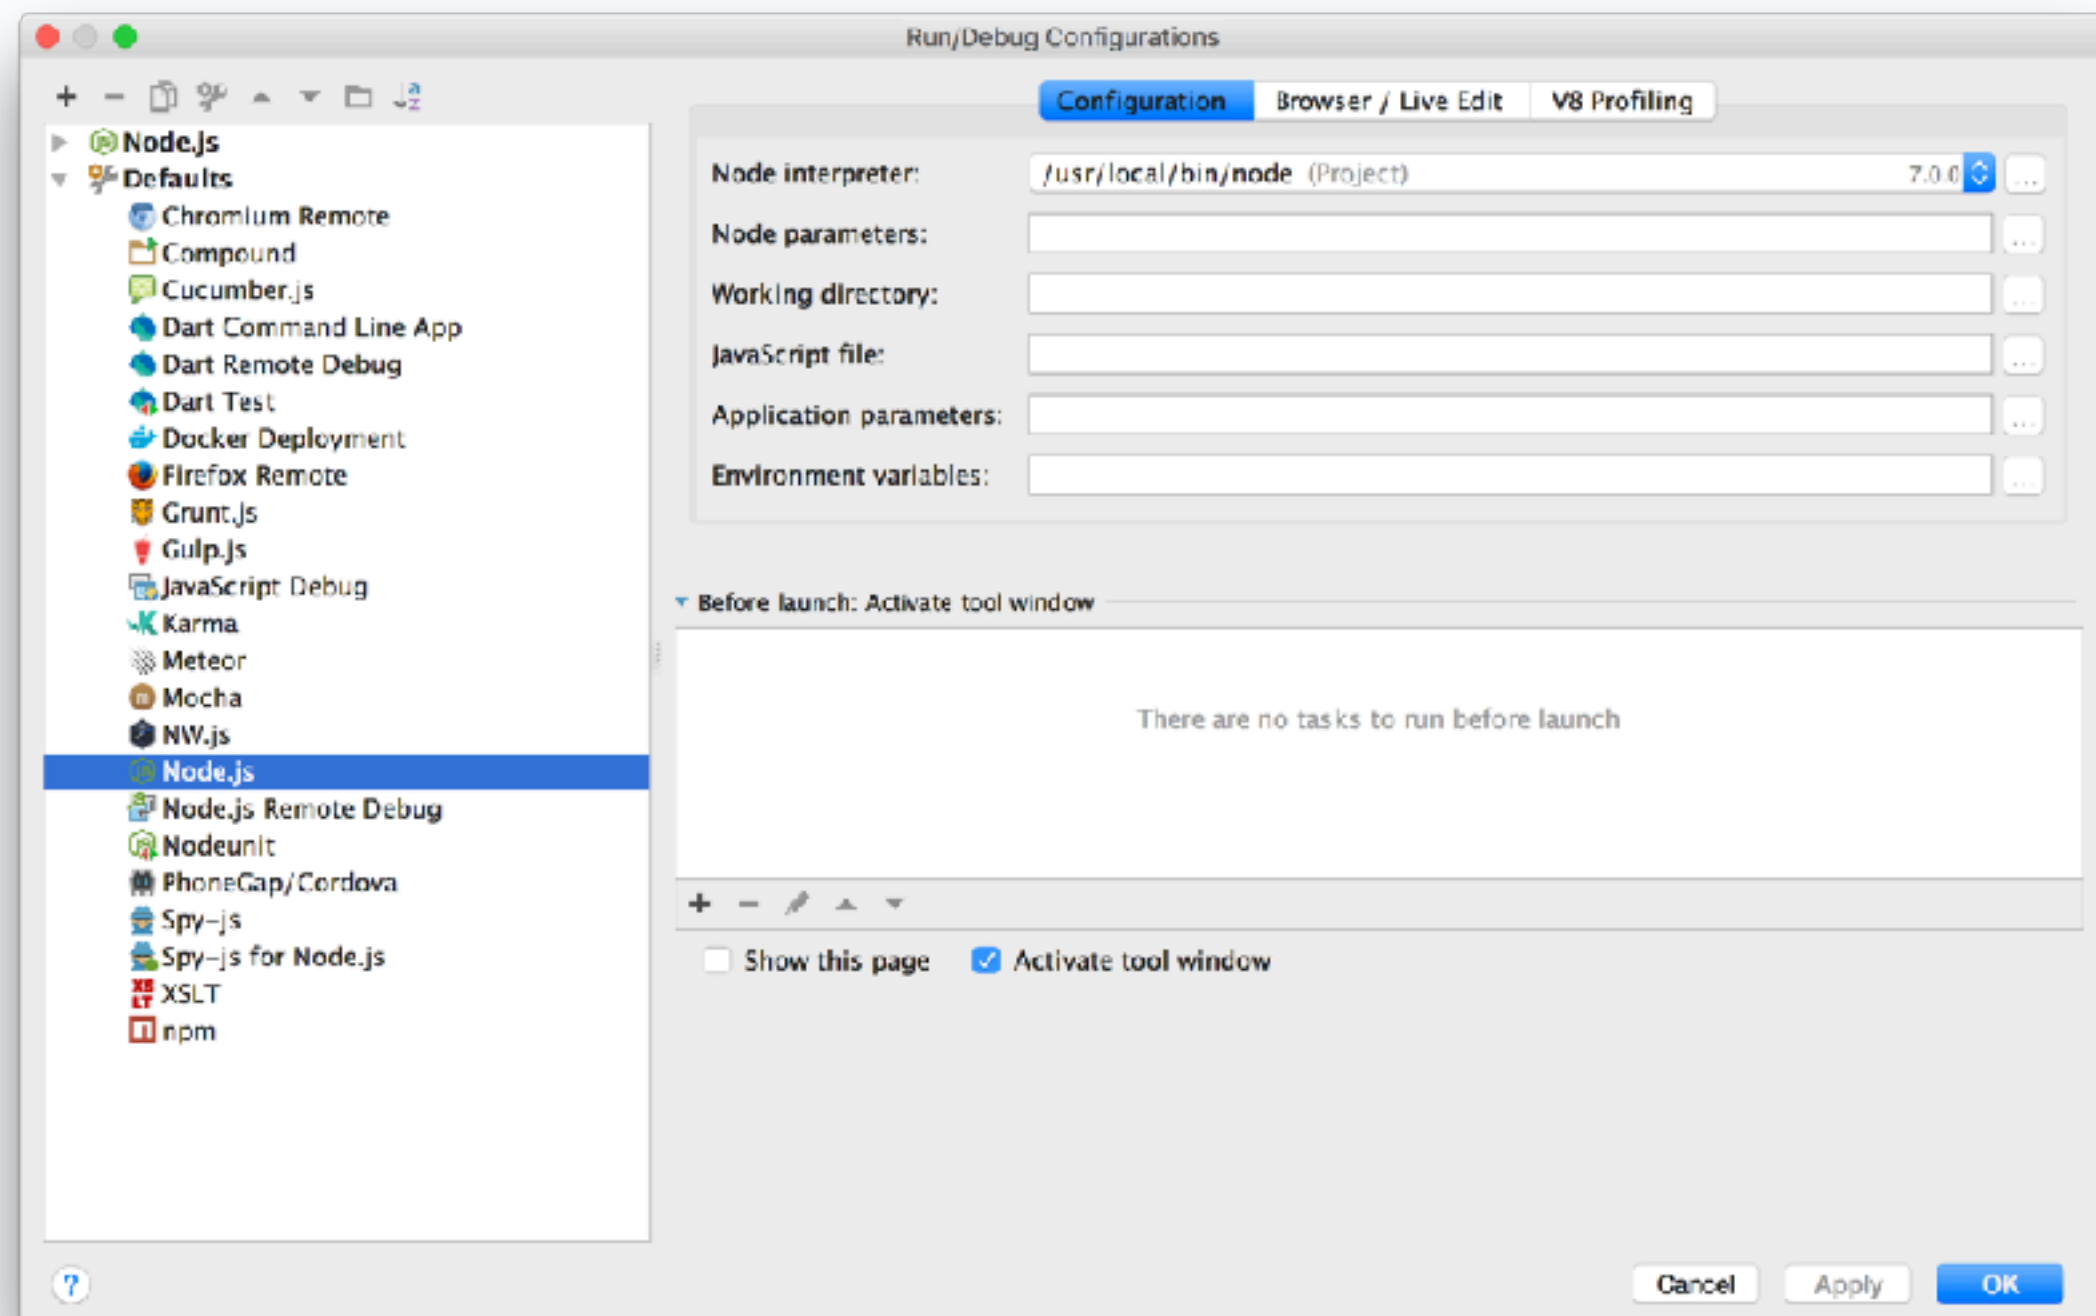 Run/Debug Configurations
Configuration
Browser / Live Edit
V8 Profiling
Node.js
Defaults
Chromium Remote
Compound
Cucumber.js
Dart Command Line App
Dart Remote Debug
Dart Test
Docker Deployment
Firefox Remote
Grunt.js
Gulp.js
JavaScript Debug
Karma
Meteor
Mocha
NW.js
Node.js
Node.js Remote Debug
Nodeunit
PhoneGap/Cordova
Spy-js
Spy-js for Node.js
XSLT
npm
Node interpreter: /usr/local/bin/node (Project) 7.0.0 ...
Node parameters: ...
Working directory: ...
JavaScript file: ...
Application parameters: ...
Environment variables: ...
Before launch: Activate tool window
There are no tasks to run before launch
Show this page
Activate tool window
?
Cancel
Apply
OK